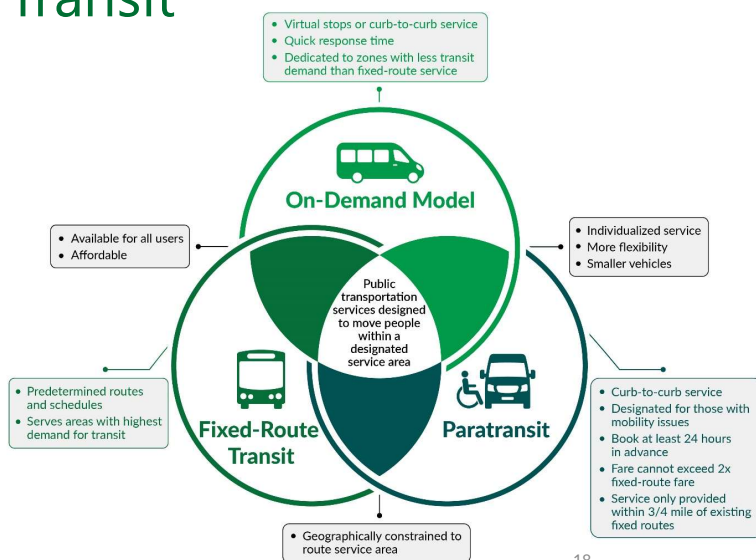 Transit
• Virtual stops or curb-to-curb service
• Quick response time
• Dedicated to zones with less transit
demand than fixed-route service
On-Demand Model
• Available for all users
• Affordable
• Individualized service
• More flexibility
• Smaller vehicles
Public
transportation
services designed
to move people
within a
designated
service area
• Predetermined routes
and schedules
• Serves areas with highest
demand for transit
Fixed-Route
Transit
Paratransit
• Curb-to-curb service
• Designated for those with
mobility issues
• Book at least 24 hours
in advance
• Fare cannot exceed 2x
fixed-route fare
• Service only provided
within 3/4 mile of existing
fixed routes
• Geographically constrained to
route service area
18